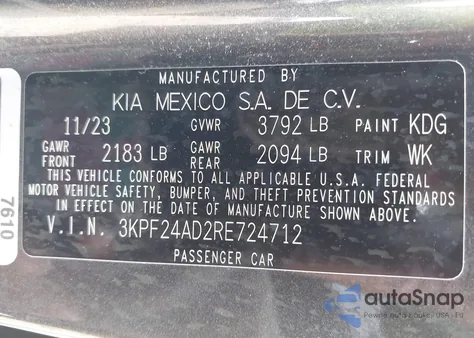 MANUFACTURED BY
KIA MEXICO S.A. DE C.V.
11/23 GVWR 3792 LB PAINT KDG
GAWR FRONT 2183 LB GAWR REAR 2094 LB TRIM WK
THIS VEHICLE CONFORMS TO ALL APPLICABLE U.S.A. FEDERAL
MOTOR VEHICLE SAFETY, BUMPER, AND THEFT PREVENTION STANDARDS
IN EFFECT ON THE DATE OF MANUFACTURE SHOWN ABOVE.
V.I.N. 3KPF24AD2RE724712
PASSENGER CAR
7610
autoSnap